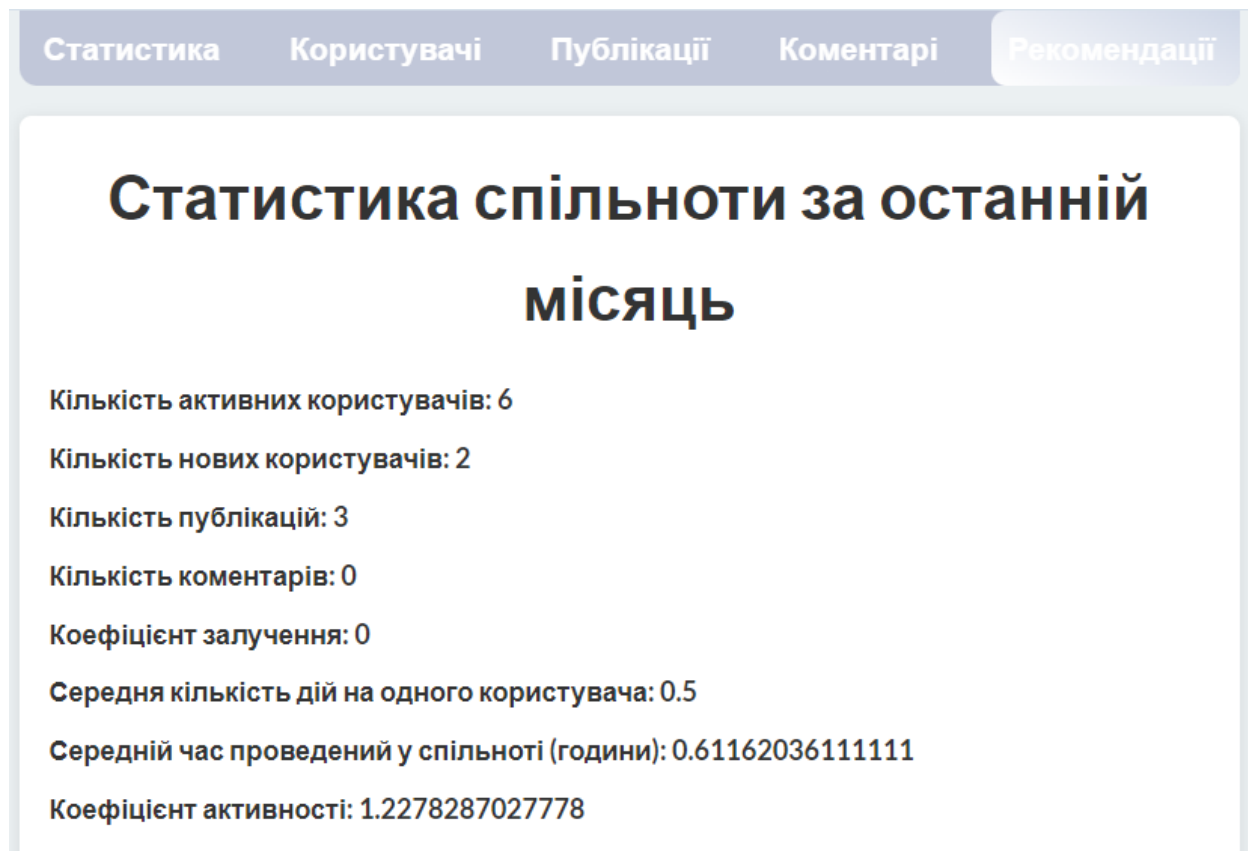 Статистика Користувачі Публікації Коментарі Рекомендації
Статистика спільноти за останній
місяць
Кількість активних користувачів: 6
Кількість нових користувачів: 2
Кількість публікацій: 3
Кількість коментарів: 0
Коефіцієнт залучення: 0
Середня кількість дій на одного користувача: 0.5
Середній час проведений у спільноті (години): 0.61162036111111
Коефіцієнт активності: 1.2278287027778